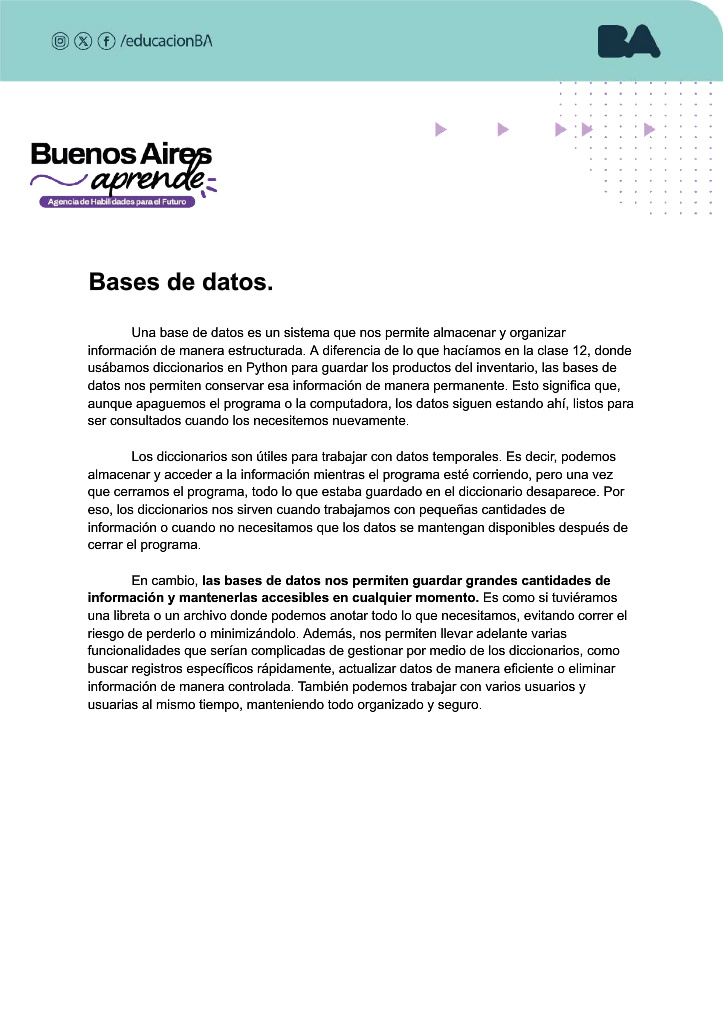 /educacionBA
BA
Buenos Aires
aprende
Agencia de Habilidades para el Futuro
Bases de datos.
Una base de datos es un sistema que nos permite almacenar y organizar
información de manera estructurada. A diferencia de lo que hacíamos en la clase 12, donde
usábamos diccionarios en Python para guardar los productos del inventario, las bases de
datos nos permiten conservar esa información de manera permanente. Esto significa que,
aunque apaguemos el programa o la computadora, los datos siguen estando ahí, listos para
ser consultados cuando los necesitemos nuevamente.
Los diccionarios son útiles para trabajar con datos temporales. Es decir, podemos
almacenar y acceder a la información mientras el programa esté corriendo, pero una vez
que cerramos el programa, todo lo que estaba guardado en el diccionario desaparece. Por
eso, los diccionarios nos sirven cuando trabajamos con pequeñas cantidades de
información o cuando no necesitamos que los datos se mantengan disponibles después de
cerrar el programa.
En cambio, las bases de datos nos permiten guardar grandes cantidades de
información y mantenerlas accesibles en cualquier momento. Es como si tuviéramos
una libreta o un archivo donde podemos anotar todo lo que necesitamos, evitando correr el
riesgo de perderlo o minimizándolo. Además, nos permiten llevar adelante varias
funcionalidades que serían complicadas de gestionar por medio de los diccionarios, como
buscar registros específicos rápidamente, actualizar datos de manera eficiente o eliminar
información de manera controlada. También podemos trabajar con varios usuarios y
usuarias al mismo tiempo, manteniendo todo organizado y seguro.